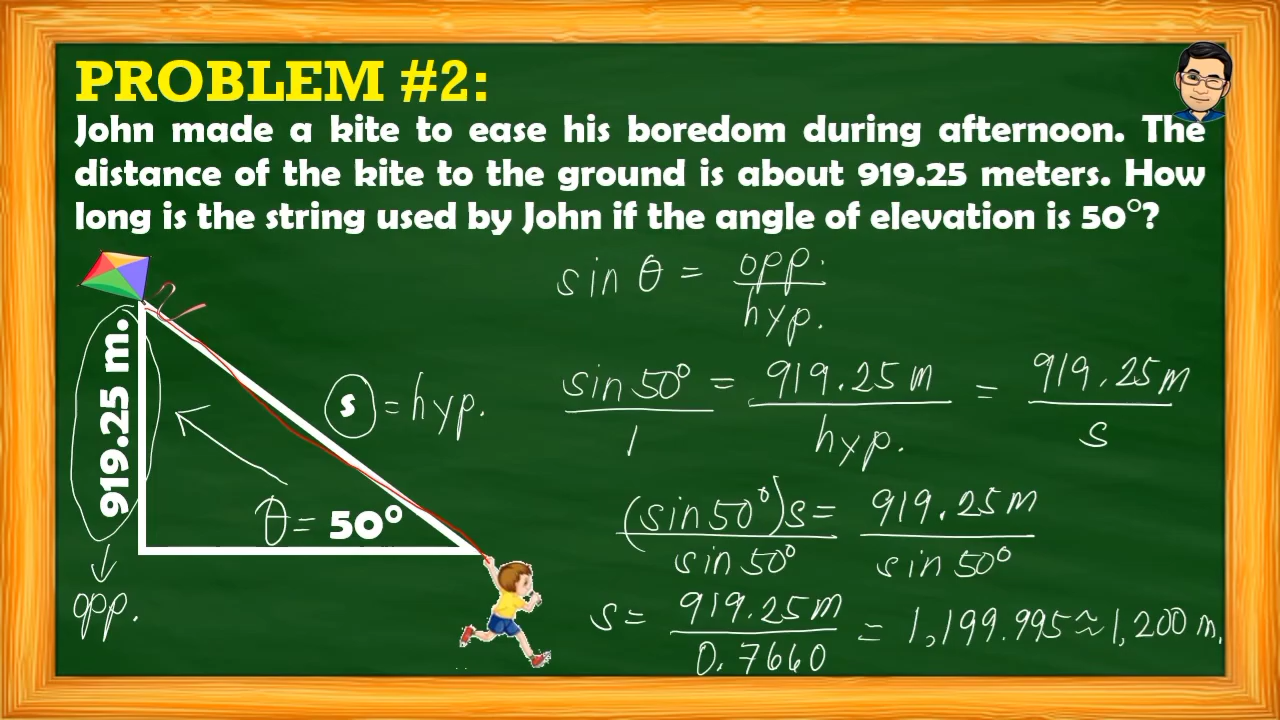 PROBLEM #2:
John made a kite to ease his boredom during afternoon. The
distance of the kite to the ground is about 919.25 meters. How
long is the string used by John if the angle of elevation is 50°?
sin θ = opp. / hyp.
919.25 m.
s = hyp.
sin 50° / 1 = 919.25 m / hyp. = 919.25 m / s
θ = 50°
(sin 50°) s / sin 50° = 919.25 m / sin 50°
opp.
s = 919.25 m / 0.7660 = 1,199.995 ≈ 1,200 m.